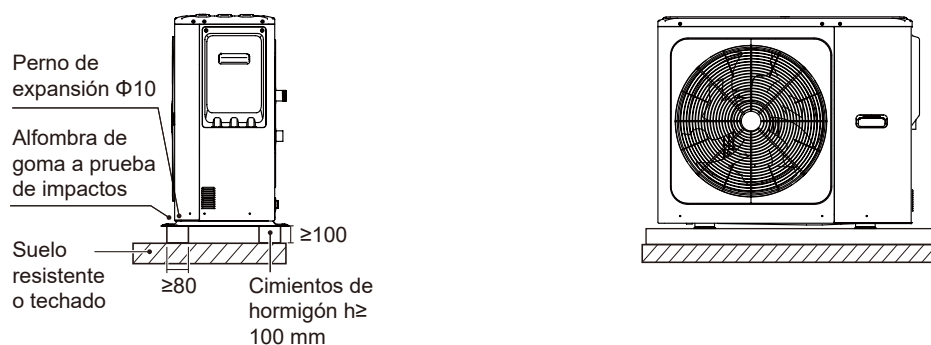 Perno de
expansión Φ10
Alfombra de
goma a prueba
de impactos
Suelo
resistente
o techado
≥80
≥100
Cimientos de
hormigón h≥
100 mm